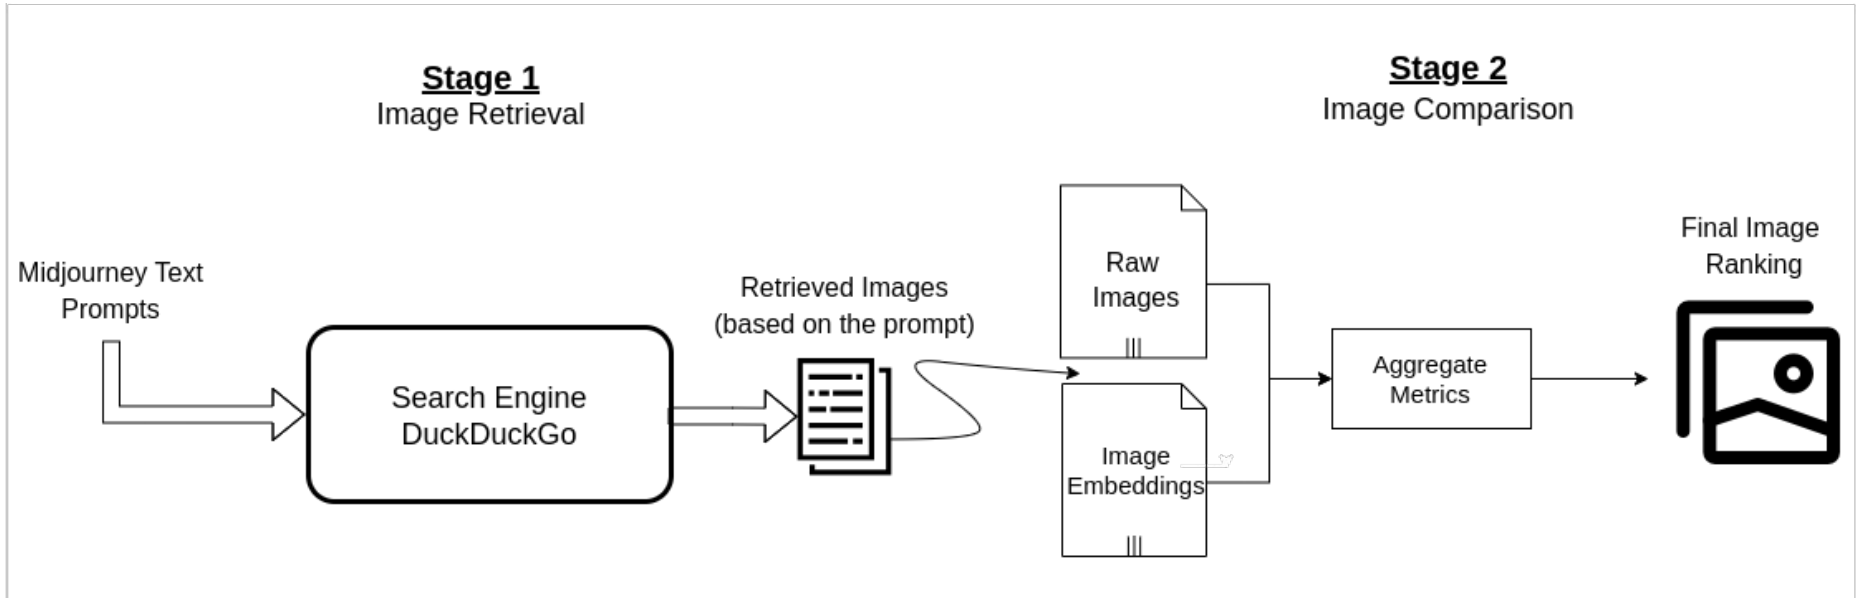 Stage 1
Image Retrieval
Stage 2
Image Comparison
Midjourney Text
Prompts
Search Engine
DuckDuckGo
Retrieved Images
(based on the prompt)
Raw
Images
Image
Embeddings
Aggregate
Metrics
Final Image
Ranking